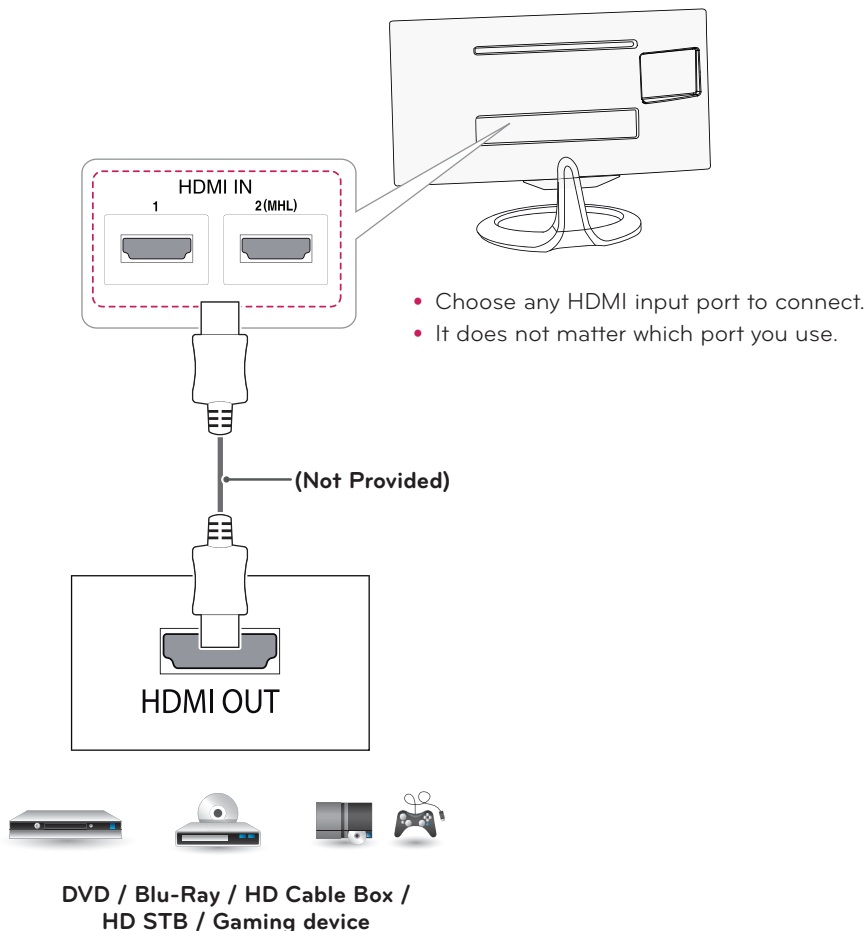 HDMI IN
1
2(MHL)
• Choose any HDMI input port to connect.
• It does not matter which port you use.
(Not Provided)
HDMI OUT
DVD / Blu-Ray / HD Cable Box /
HD STB / Gaming device